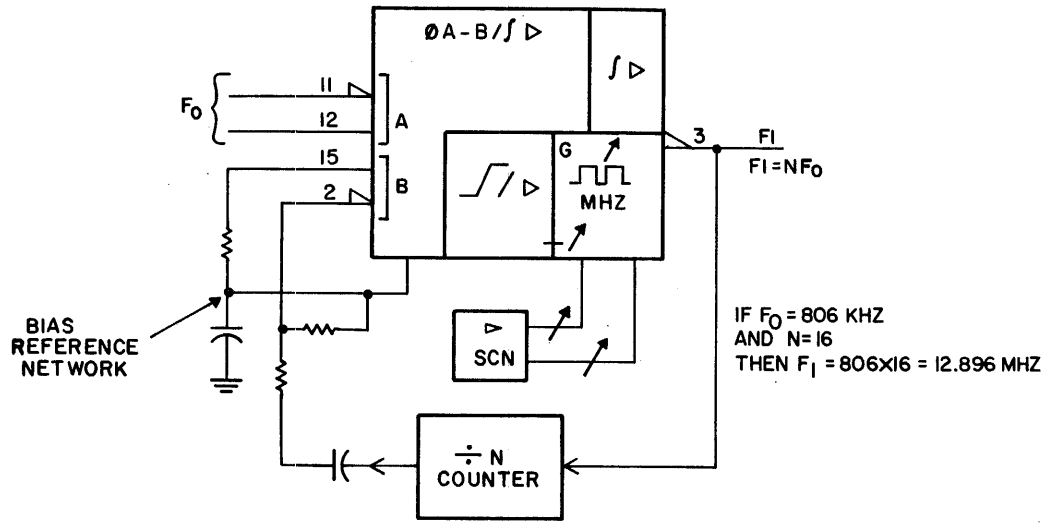 ØA-B/∫ ▷
∫ ▷
F0
11
12
A
15
2
B
G
MHZ
3
F1
F1=NF0
BIAS
REFERENCE
NETWORK
SCN
IF F0 = 806 KHZ
AND N=16
THEN F1 = 806x16 = 12.896 MHZ
÷ N
COUNTER